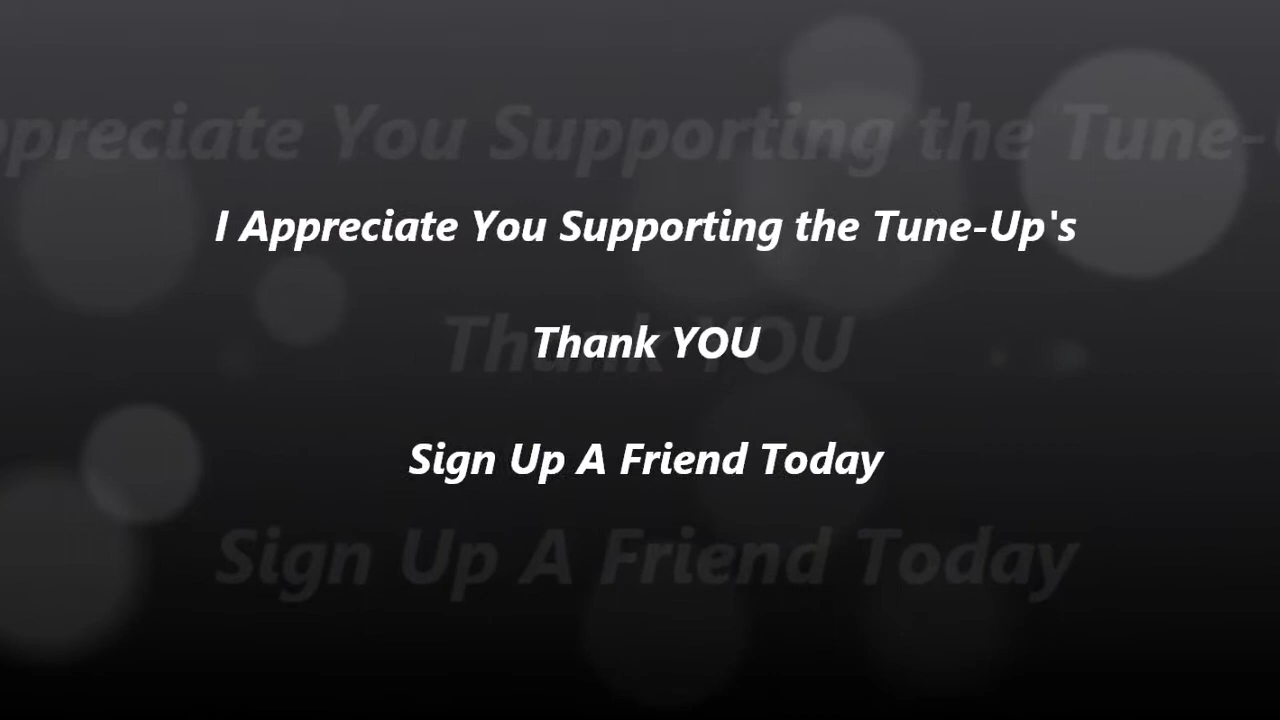 I Appreciate You Supporting the Tune-Up's
Thank YOU
Sign Up A Friend Today